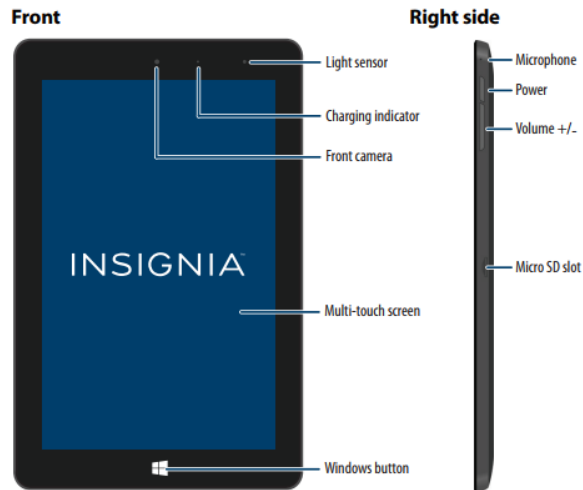 Front
Light sensor
Charging indicator
Front camera
INSIGNIA™
Multi-touch screen
Windows button
Right side
Microphone
Power
Volume +/-
Micro SD slot